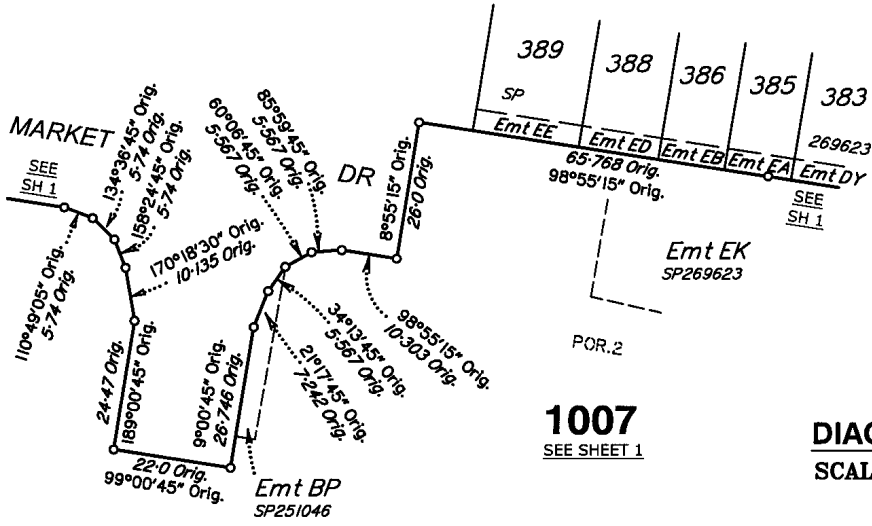 389
388
386
385
383
SP
269623
Emt EE
Emt ED
Emt EB
Emt EA
Emt DY
65·768 Orig.
98°55'15" Orig.
SEE
SH 1
MARKET
DR
SEE
SH 1
110°49'05" Orig.
5·74 Orig.
134°36'45" Orig.
5·74 Orig.
158°24'45" Orig.
5·74 Orig.
170°18'30" Orig.
10·135 Orig.
60°06'45" Orig.
5·567 Orig.
85°59'45" Orig.
5·567 Orig.
8°55'15" Orig.
26·0 Orig.
98°55'15" Orig.
10·303 Orig.
34°13'45" Orig.
5·567 Orig.
21°17'45" Orig.
7·242 Orig.
24·47 Orig.
189°00'45" Orig.
9°00'45" Orig.
26·746 Orig.
22·0 Orig.
99°00'45" Orig.
Emt BP
SP251046
Emt EK
SP269623
POR.2
1007
SEE SHEET 1
DIAG
SCAL